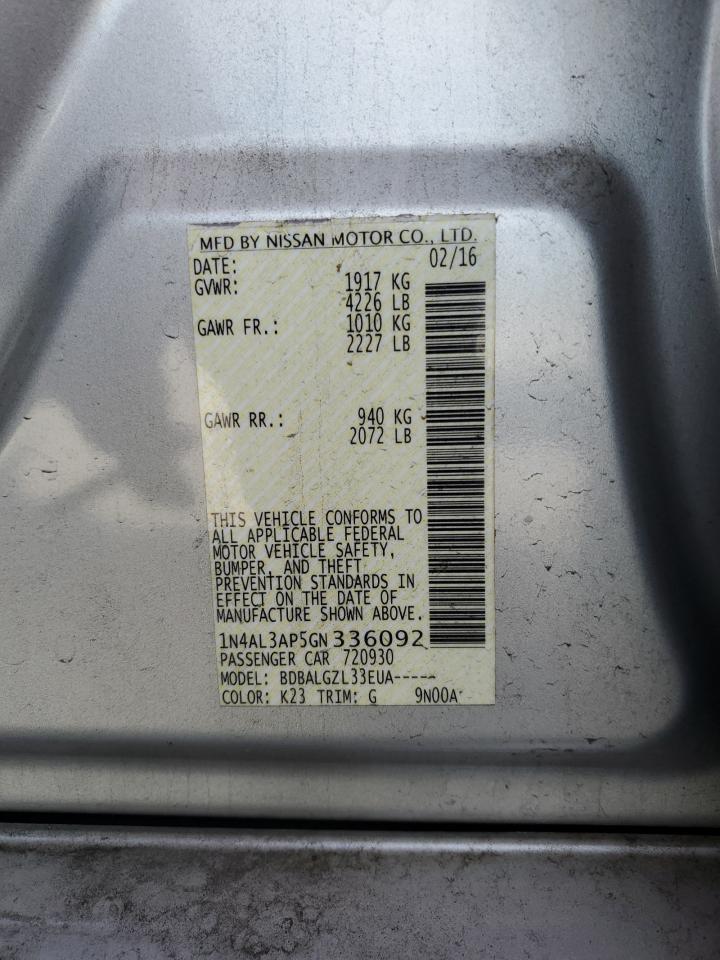 MFD BY NISSAN MOTOR CO., LTD.
DATE: 02/16
GVWR: 1917 KG
4226 LB
GAWR FR.: 1010 KG
2227 LB
GAWR RR.: 940 KG
2072 LB
THIS VEHICLE CONFORMS TO
ALL APPLICABLE FEDERAL
MOTOR VEHICLE SAFETY,
BUMPER, AND THEFT
PREVENTION STANDARDS IN
EFFECT ON THE DATE OF
MANUFACTURE SHOWN ABOVE.
1N4AL3AP5GN336092
PASSENGER CAR 720930
MODEL: BDBALGZL33EUA-----
COLOR: K23 TRIM: G 9N00A